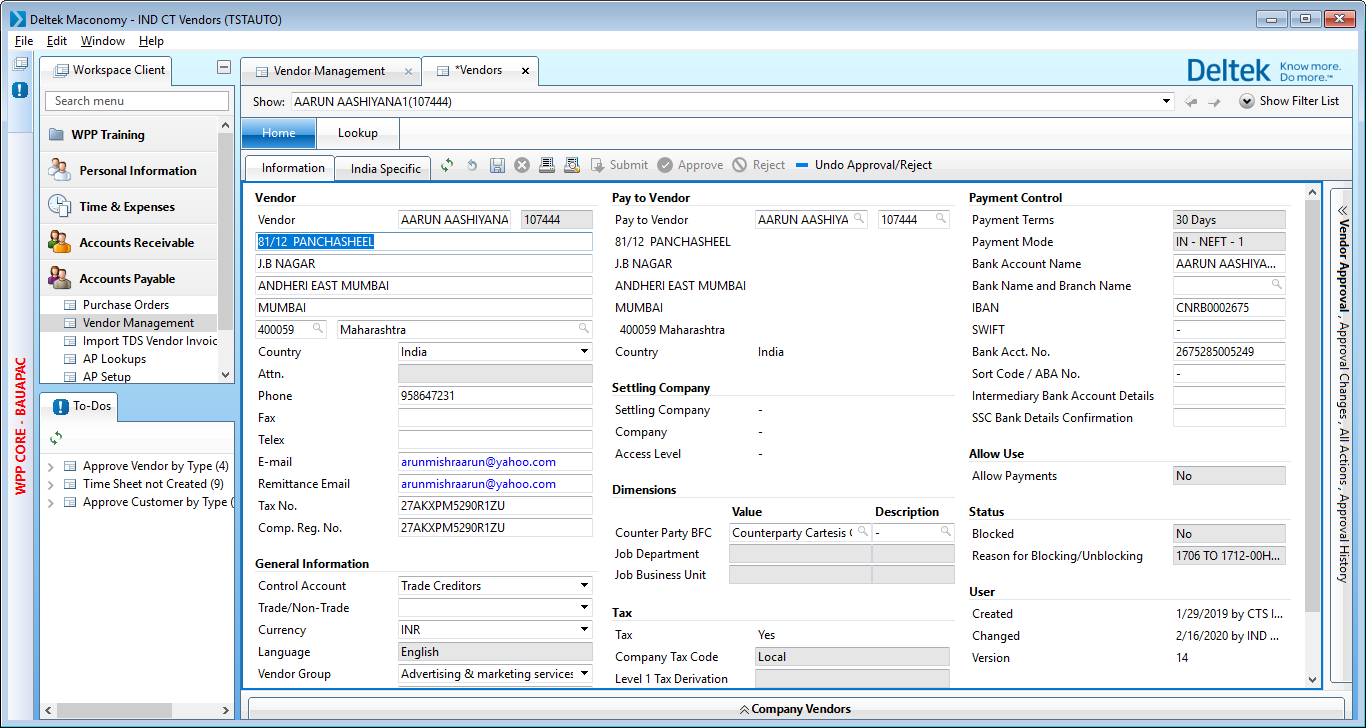 Deltek Maconomy - IND CT Vendors (TSTAUTO)
File Edit Window Help
Workspace Client
Search menu
WPP Training
Personal Information
Time & Expenses
Accounts Receivable
Accounts Payable
Purchase Orders
Vendor Management
Import TDS Vendor Invoic
AP Lookups
AP Setup
WPP CORE - BAUAPAC
To-Dos
Approve Vendor by Type (4)
Time Sheet not Created (9)
Approve Customer by Type (
Vendor Management
*Vendors
Deltek Know more.
Do more.™
Show: AARUN AASHIYANA1(107444)
Show Filter List
Home Lookup
Information India Specific Submit Approve Reject Undo Approval/Reject
Vendor
Vendor AARUN AASHIYANA 107444
81/12 PANCHASHEEL
J.B NAGAR
ANDHERI EAST MUMBAI
MUMBAI
400059 Maharashtra
Country India
Attn.
Phone 958647231
Fax
Telex
E-mail arunmishraarun@yahoo.com
Remittance Email arunmishraarun@yahoo.com
Tax No. 27AKXPM5290R1ZU
Comp. Reg. No. 27AKXPM5290R1ZU
General Information
Control Account Trade Creditors
Trade/Non-Trade
Currency INR
Language English
Vendor Group Advertising & marketing services
Pay to Vendor
Pay to Vendor AARUN AASHIYA 107444
81/12 PANCHASHEEL
J.B NAGAR
ANDHERI EAST MUMBAI
MUMBAI
400059 Maharashtra
Country India
Settling Company
Settling Company -
Company -
Access Level -
Dimensions
Value Description
Counter Party BFC Counterparty Cartesis -
Job Department
Job Business Unit
Tax
Tax Yes
Company Tax Code Local
Level 1 Tax Derivation
Payment Control
Payment Terms 30 Days
Payment Mode IN - NEFT - 1
Bank Account Name AARUN AASHIYA...
Bank Name and Branch Name
IBAN CNRB0002675
SWIFT -
Bank Acct. No. 2675285005249
Sort Code / ABA No. -
Intermediary Bank Account Details
SSC Bank Details Confirmation
Allow Use
Allow Payments No
Status
Blocked No
Reason for Blocking/Unblocking 1706 TO 1712-00H...
User
Created 1/29/2019 by CTS I...
Changed 2/16/2020 by IND ...
Version 14
Vendor Approval , Approval Changes , All Actions , Approval History
Company Vendors